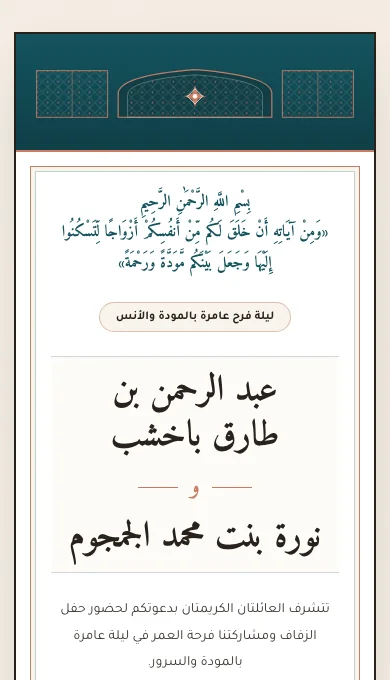 بِسْمِ اللَّهِ الرَّحْمَٰنِ الرَّحِيمِ
«وَمِنْ آيَاتِهِ أَنْ خَلَقَ لَكُم مِّنْ أَنفُسِكُمْ أَزْوَاجًا لِّتَسْكُنُوا
إِلَيْهَا وَجَعَلَ بَيْنَكُم مَّوَدَّةً وَرَحْمَةً»
ليلة فرح عامرة بالمودة والأنس
عبد الرحمن بن
طارق باخشب
و
نورة بنت محمد الجمجوم
تتشرف العائلتان الكريمتان بدعوتكم لحضور حفل
الزفاف ومشاركتنا فرحة العمر في ليلة عامرة
بالمودة والسرور.